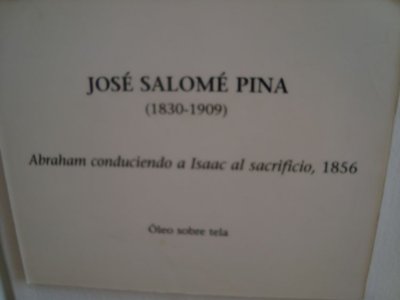 JOSÉ SALOMÉ PINA
(1830-1909)
Abraham conduciendo a Isaac al sacrificio, 1856
Óleo sobre tela